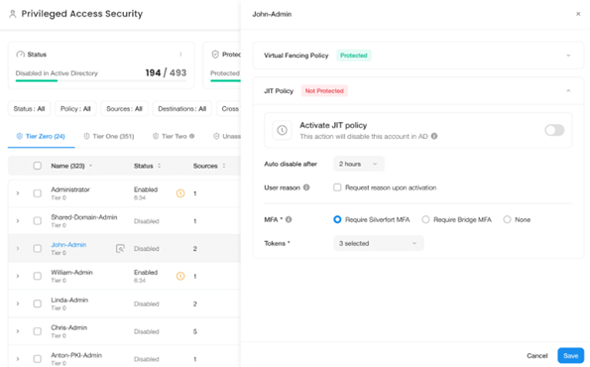 Privileged Access Security
Status
Disabled in Active Directory
194 / 493
Protec
Protected
Status : All
Policy : All
Sources : All
Destinations : All
Cross
Tier Zero (24)
Tier One (351)
Tier Two
Unass
Name (323)
Status
Sources
Administrator
Tier 0
Enabled
6:34
1
Shared-Domain-Admin
Tier 0
Disabled
1
John-Admin
Tier 0
Disabled
2
William-Admin
Tier 0
Enabled
6:34
1
Linda-Admin
Tier 0
Disabled
2
Chris-Admin
Tier 0
Disabled
5
Anton-PKI-Admin
Tier 0
Disabled
1
John-Admin
Virtual Fencing Policy
Protected
JIT Policy
Not Protected
Activate JIT policy
This action will disable this account in AD
Auto disable after
2 hours
User reason
Request reason upon activation
MFA *
Require Silverfort MFA
Require Bridge MFA
None
Tokens *
3 selected
Cancel
Save